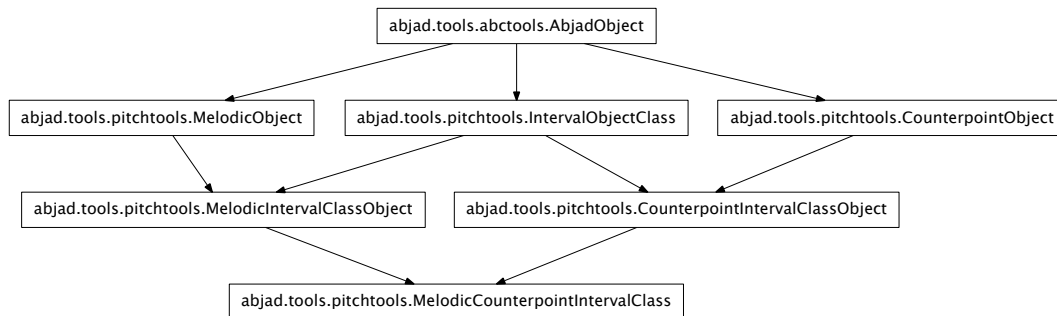 abjad.tools.abctools.AbjadObject
abjad.tools.pitchtools.MelodicObject
abjad.tools.pitchtools.IntervalObjectClass
abjad.tools.pitchtools.CounterpointObject
abjad.tools.pitchtools.MelodicIntervalClassObject
abjad.tools.pitchtools.CounterpointIntervalClassObject
abjad.tools.pitchtools.MelodicCounterpointIntervalClass